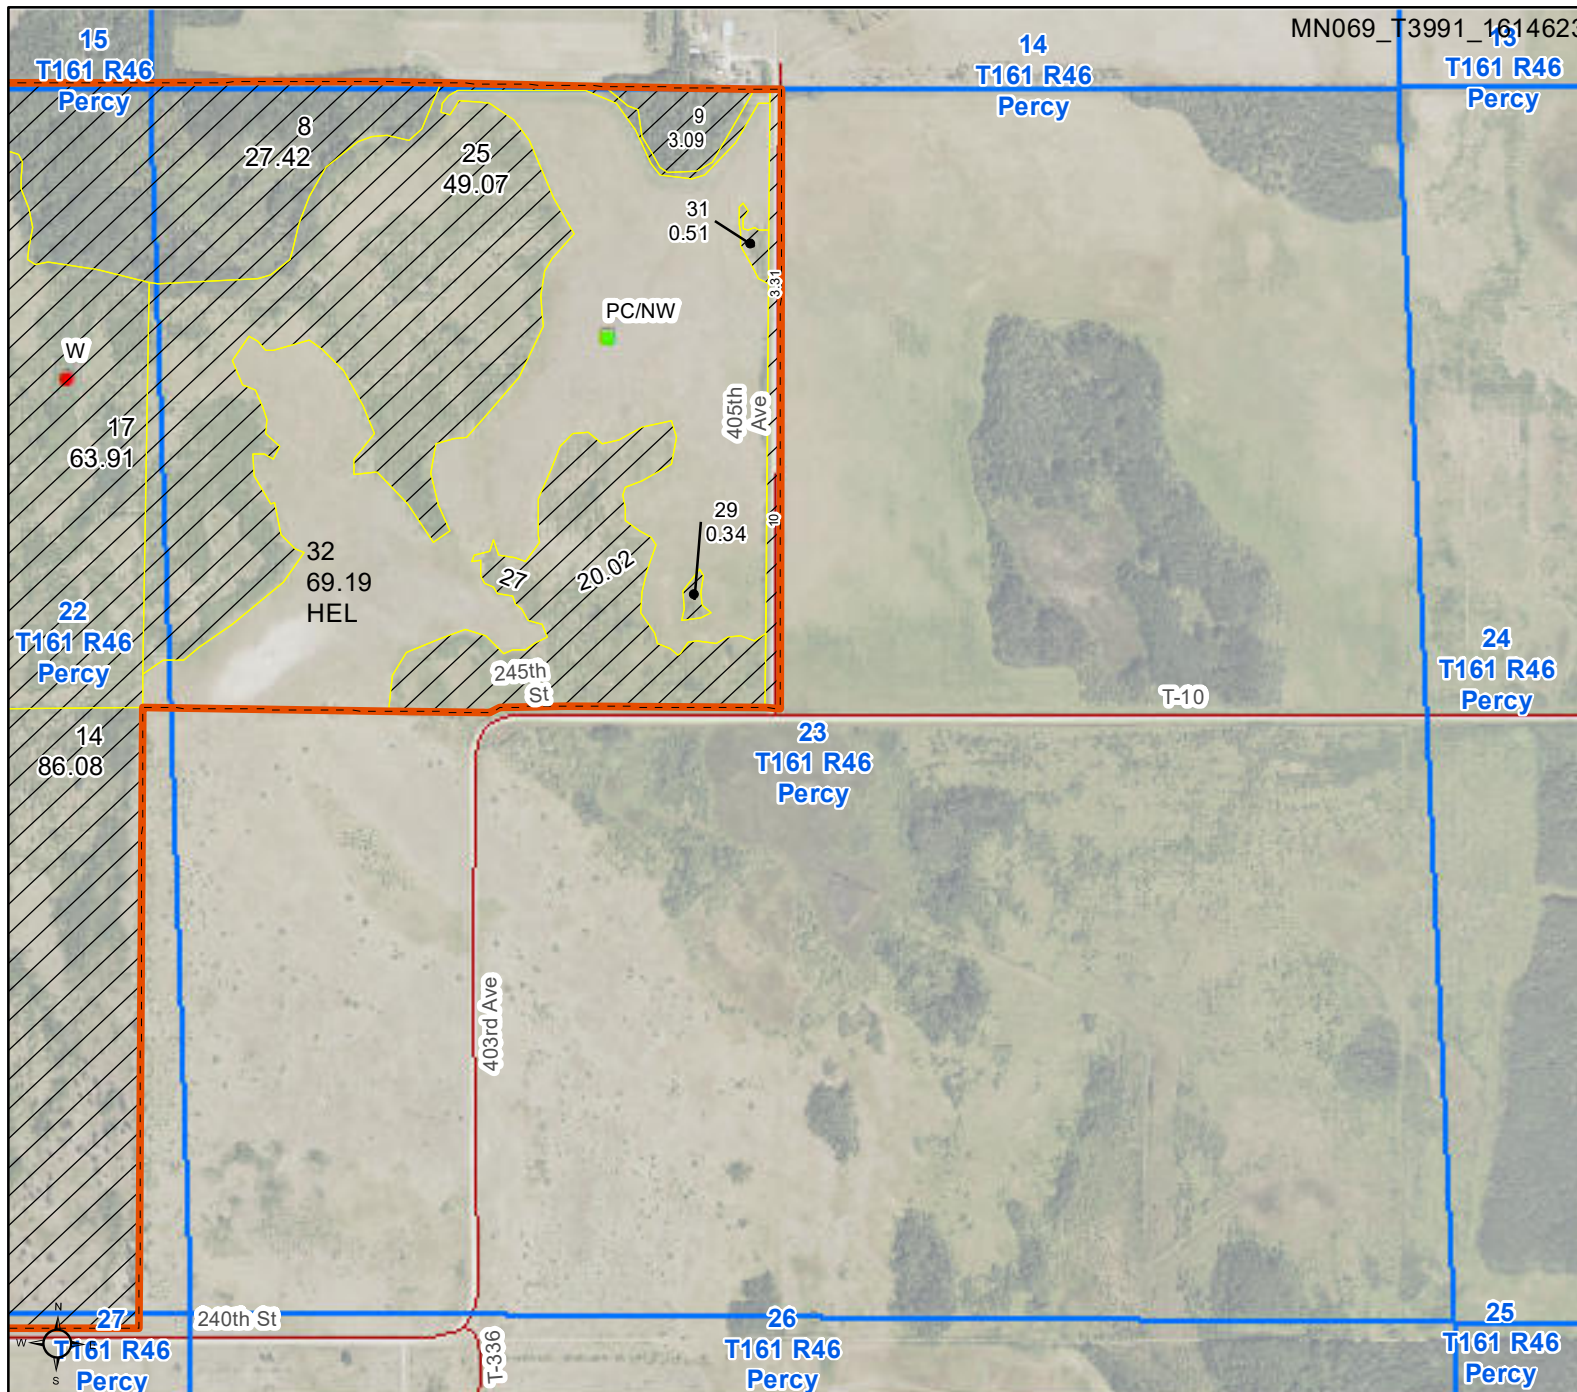 MN069_T3991_1614623
15
T161 R46
Percy
14
T161 R46
Percy
13
T161 R46
Percy
8
27.42
25
49.07
9
3.09
31
0.51
3.31
PC/NW
W
405th
Ave
17
63.91
29
0.34
10
32
69.19
HEL
27
20.02
22
T161 R46
Percy
245th
St
24
T161 R46
Percy
T-10
14
86.08
23
T161 R46
Percy
403rd Ave
N
W
E
S
27
T161 R46
Percy
240th St
T-336
26
T161 R46
Percy
25
T161 R46
Percy